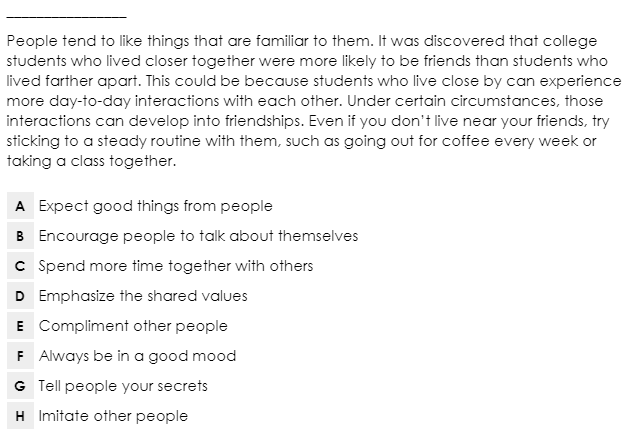 People tend to like things that are familiar to them. It was discovered that college
students who lived closer together were more likely to be friends than students who
lived farther apart. This could be because students who live close by can experience
more day-to-day interactions with each other. Under certain circumstances, those
interactions can develop into friendships. Even if you don't live near your friends, try
sticking to a steady routine with them, such as going out for coffee every week or
taking a class together.
A Expect good things from people
B Encourage people to talk about themselves
C Spend more time together with others
D Emphasize the shared values
E Compliment other people
F Always be in a good mood
G Tell people your secrets
H Imitate other people